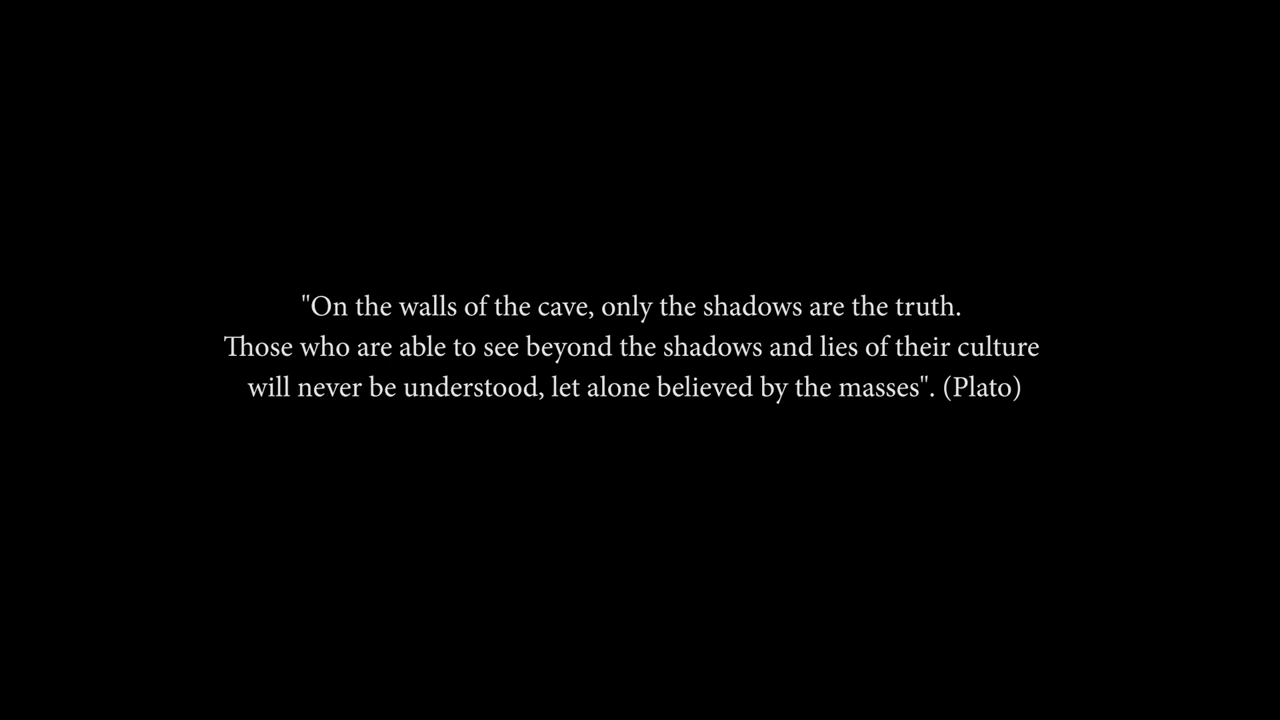 "On the walls of the cave, only the shadows are the truth.
Those who are able to see beyond the shadows and lies of their culture
will never be understood, let alone believed by the masses". (Plato)